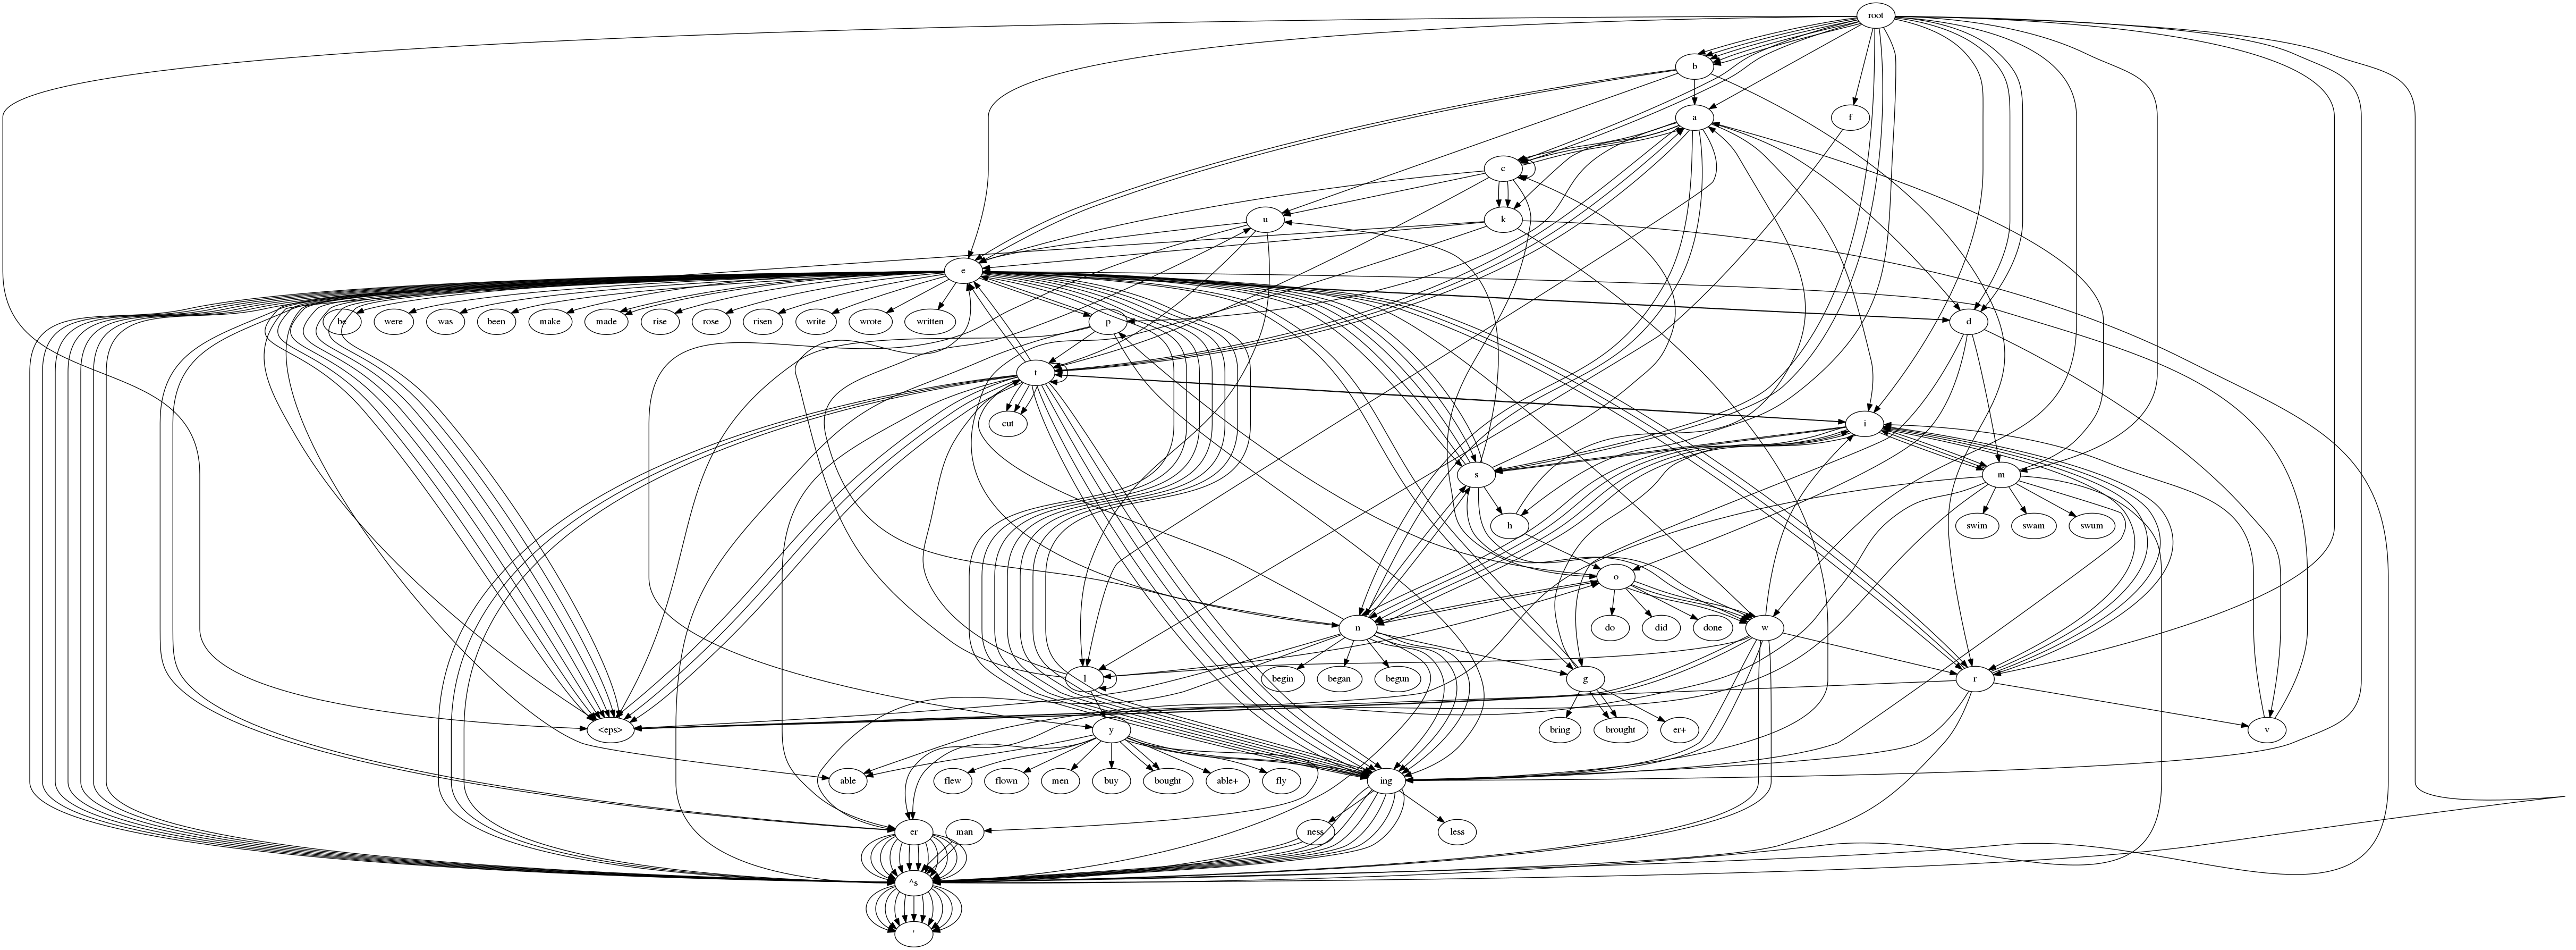 root
b
a f
c
u k
e
be were was been make made rise rose risen write wrote written p d
t
cut i
s m
h swim swam swum
o
n do did done w
l begin began begun g r
<eps> y bring brought er+ v
able flew flown men buy bought able+ fly ing
er man ness less
^s
'